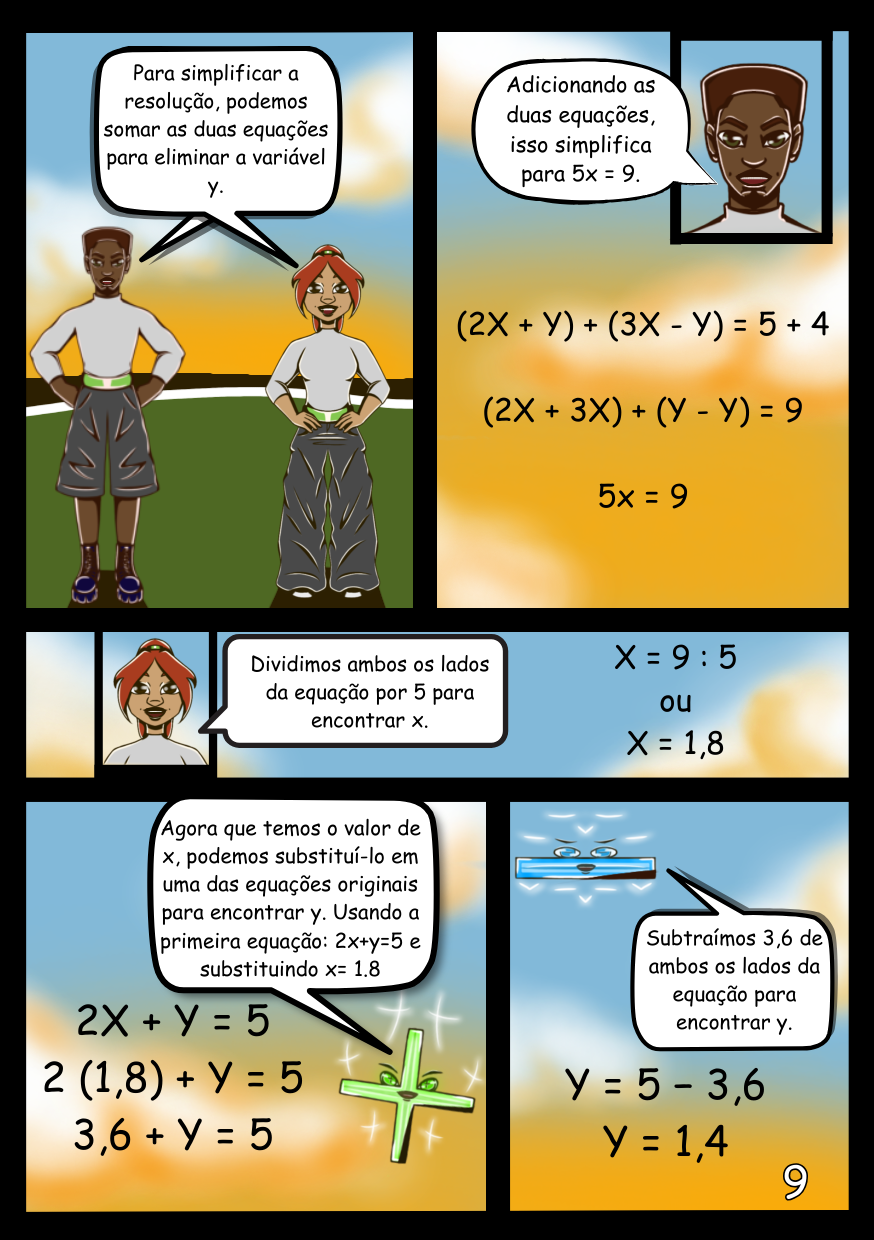 Para simplificar a
resolução, podemos
somar as duas equações
para eliminar a variável
y.
Adicionando as
duas equações,
isso simplifica
para 5x = 9.
(2X + Y) + (3X - Y) = 5 + 4
(2X + 3X) + (Y - Y) = 9
5x = 9
Dividimos ambos os lados
da equação por 5 para
encontrar x.
X = 9 : 5
ou
X = 1,8
Agora que temos o valor de
x, podemos substituí-lo em
uma das equações originais
para encontrar y. Usando a
primeira equação: 2x+y=5 e
substituindo x= 1.8
2X + Y = 5
2 (1,8) + Y = 5
3,6 + Y = 5
Subtraímos 3,6 de
ambos os lados da
equação para
encontrar y.
Y = 5 – 3,6
Y = 1,4
9